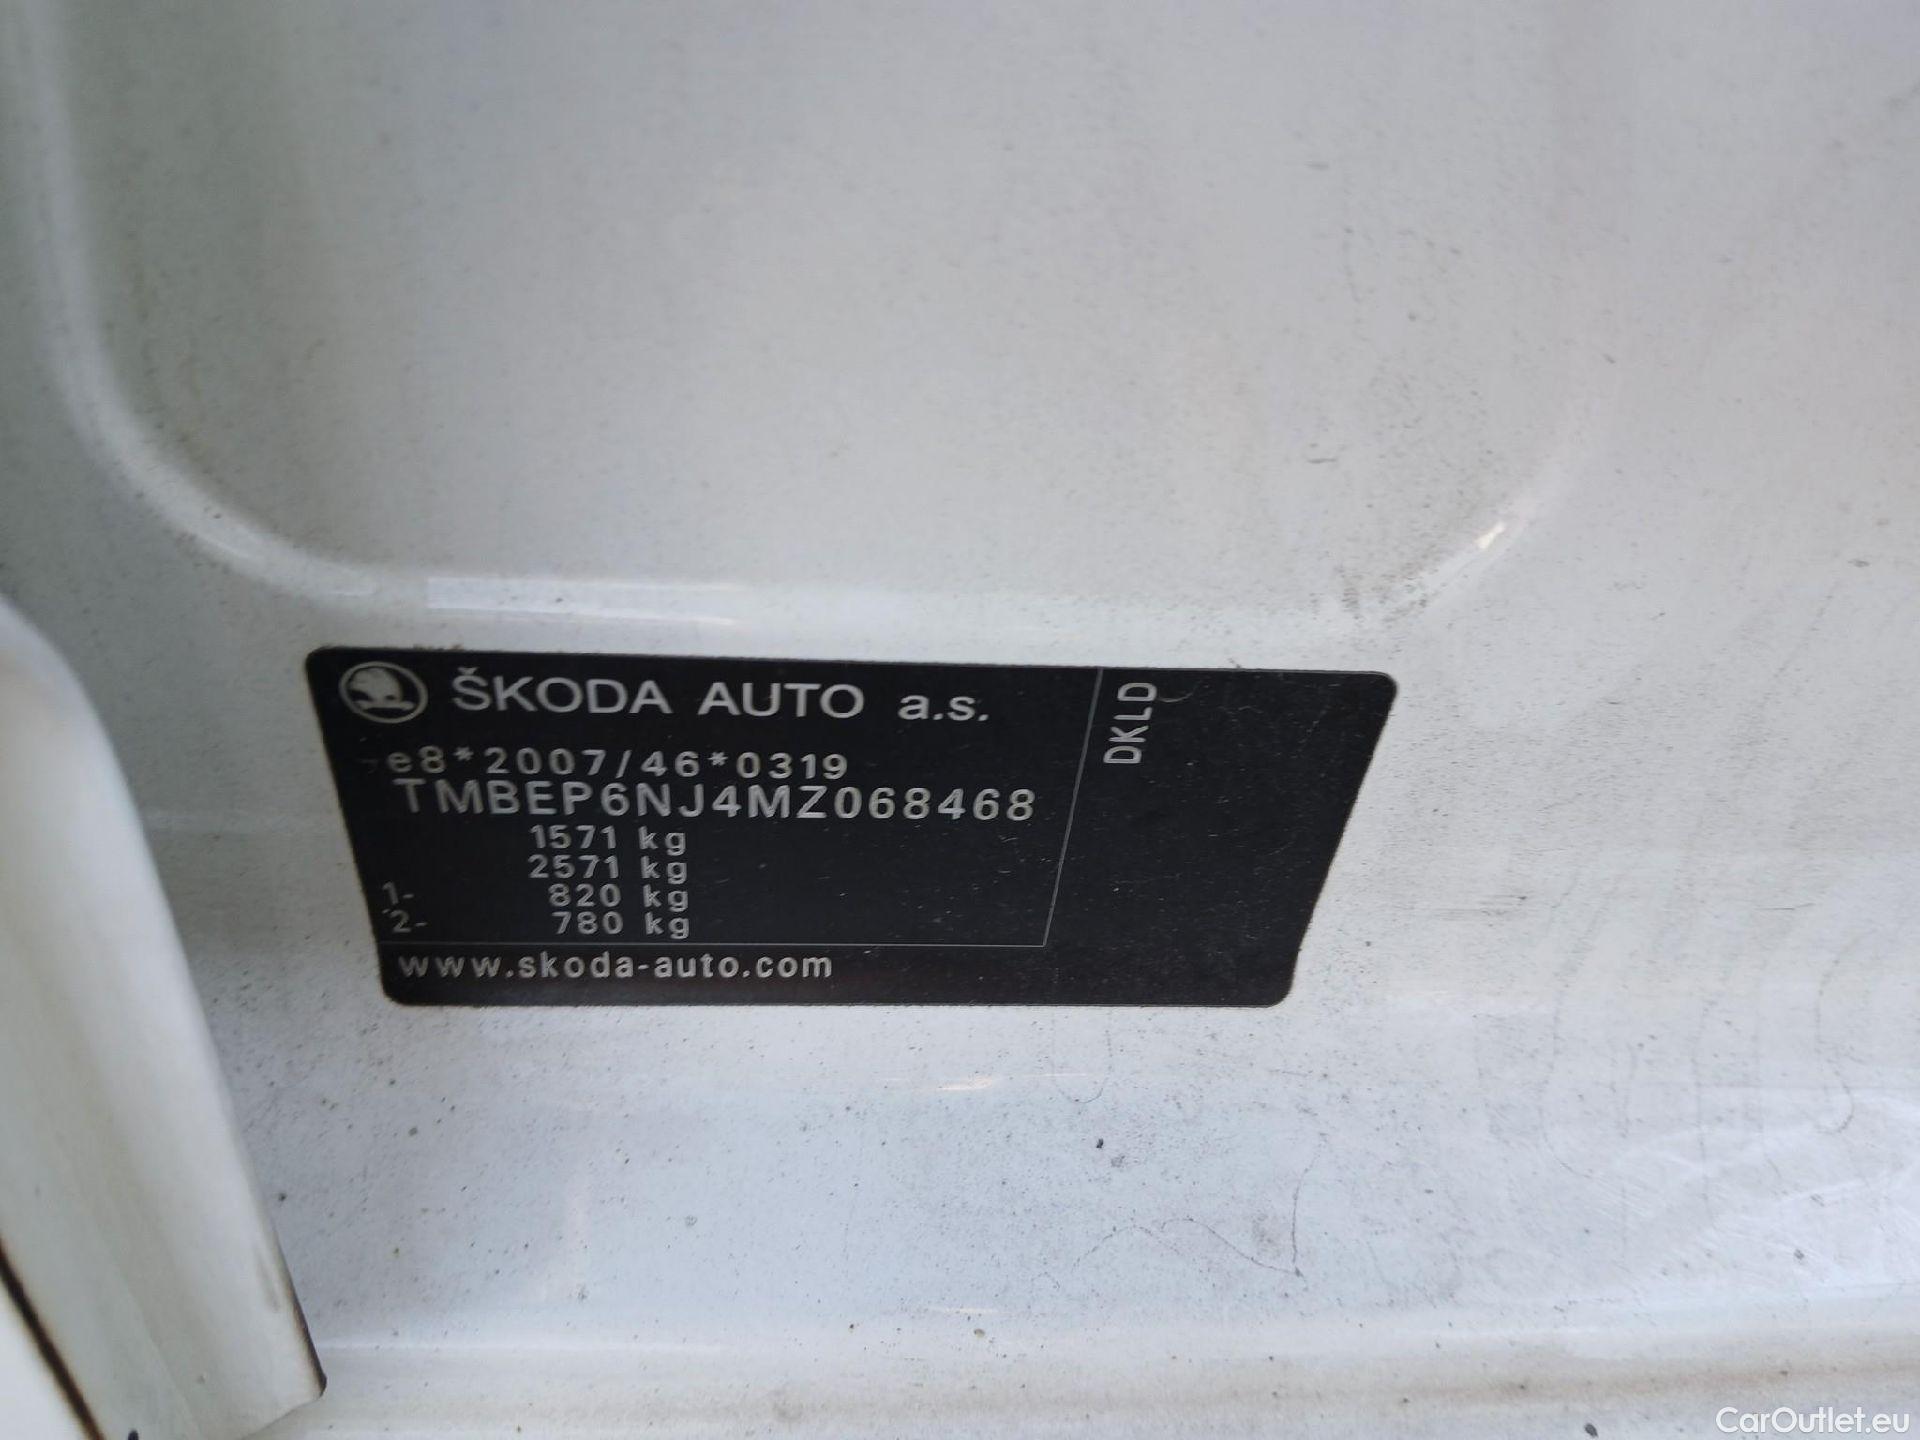 ŠKODA AUTO a.s.
e8*2007/46*0319
TMBEP6NJ4MZ068468
1571 kg
2571 kg
1- 820 kg
2- 780 kg
www.skoda-auto.com
DKLD
CarOutlet.eu